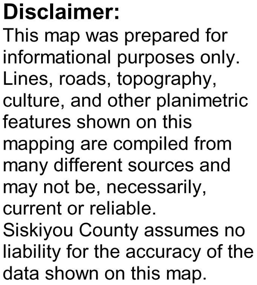 Disclaimer:
This map was prepared for
informational purposes only.
Lines, roads, topography,
culture, and other planimetric
features shown on this
mapping are compiled from
many different sources and
may not be, necessarily,
current or reliable.
Siskiyou County assumes no
liability for the accuracy of the
data shown on this map.